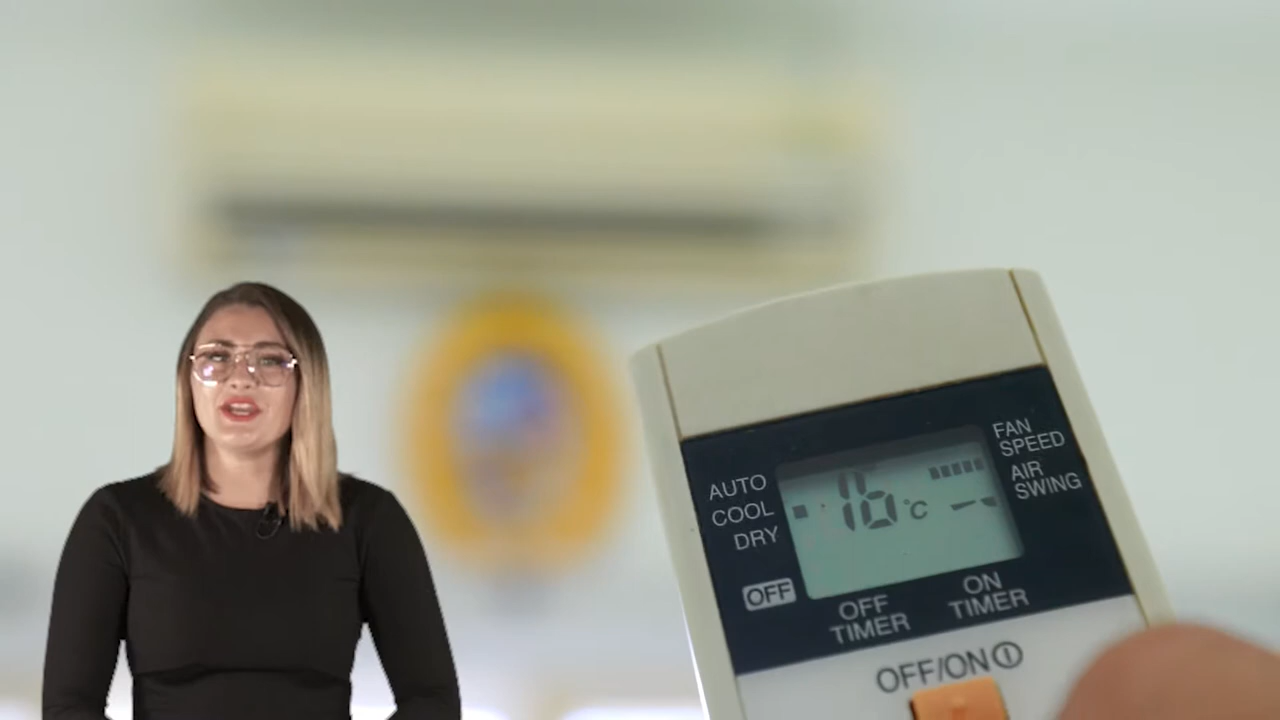 FAN
SPEED
AIR
SWING
AUTO
COOL
DRY
16 °C
OFF
OFF
TIMER
ON
TIMER
OFF/ON